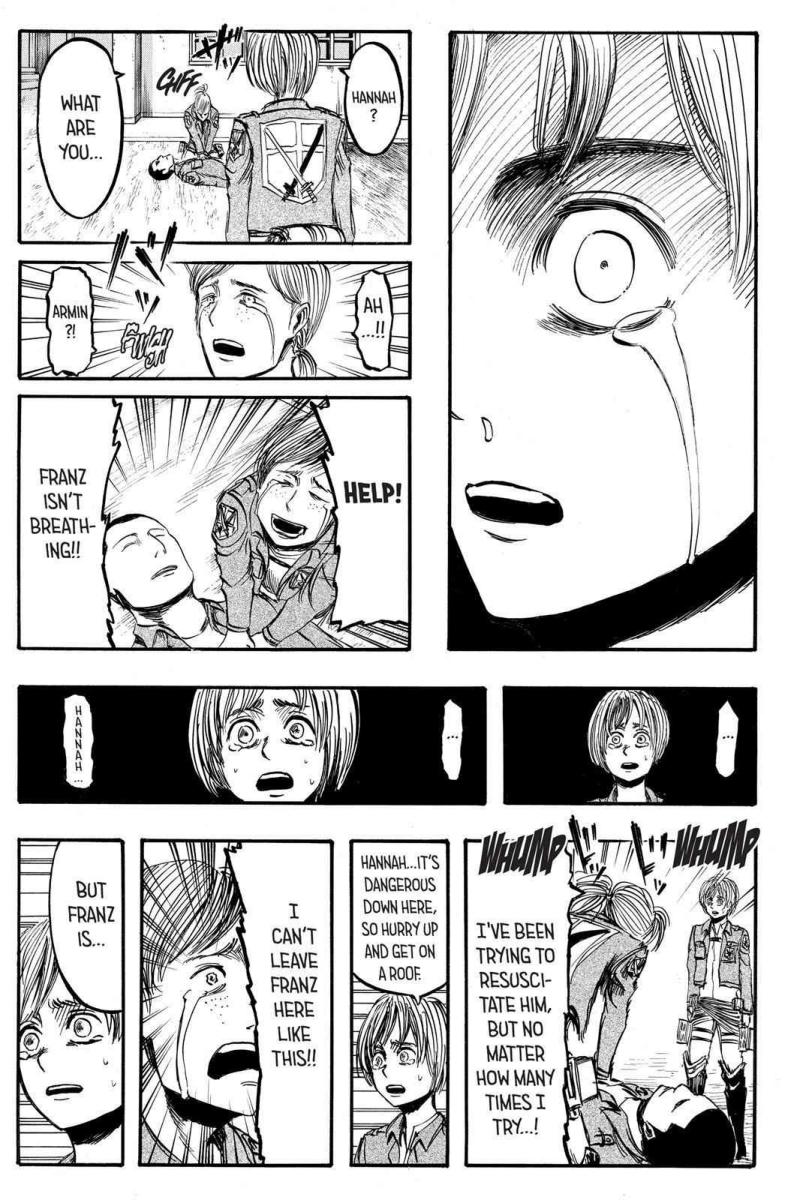 HANNAH
?
GIFF
WHAT
ARE
YOU...
AH
...!!
ARMIN
?!
HELP!
FRANZ
ISN'T
BREATH-
ING!!
...
...
HANNAH...
WHUMP
WHUMP
I'VE BEEN
TRYING TO
RESUSCI-
TATE HIM,
BUT NO
MATTER
HOW MANY
TIMES I
TRY...!
HANNAH...IT'S
DANGEROUS
DOWN HERE,
SO HURRY UP
AND GET ON
A ROOF.
I
CAN'T
LEAVE
FRANZ
HERE
LIKE
THIS!!
BUT
FRANZ
IS...